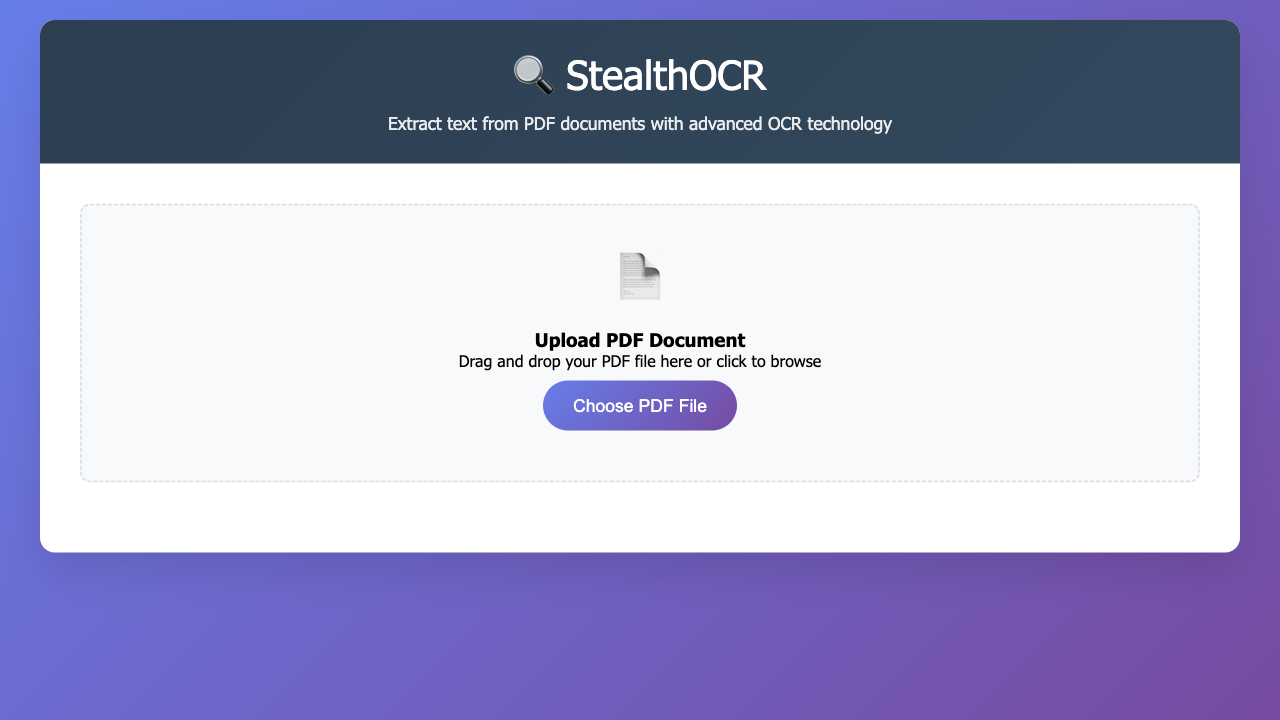 StealthOCR
Extract text from PDF documents with advanced OCR technology
Upload PDF Document
Drag and drop your PDF file here or click to browse
Choose PDF File